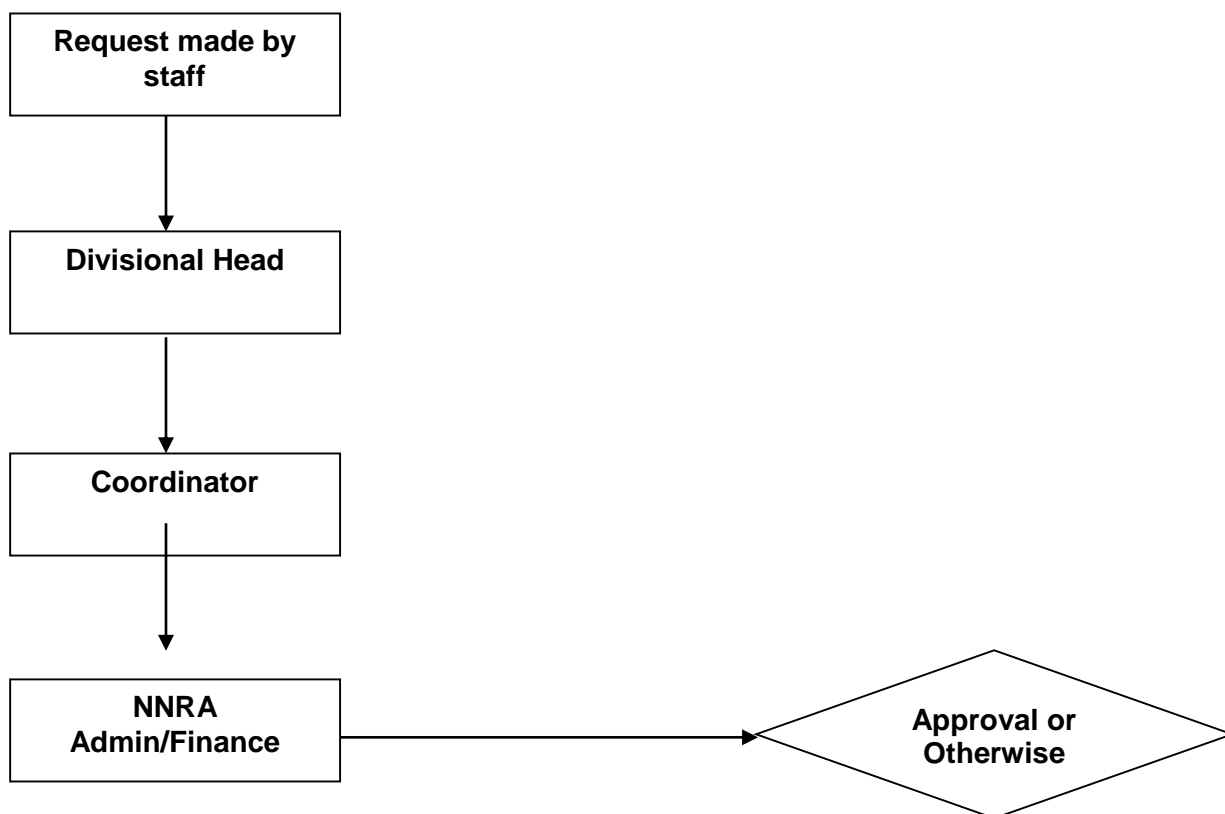 Request made by
staff
Divisional Head
Coordinator
NNRA
Admin/Finance
Approval or
Otherwise